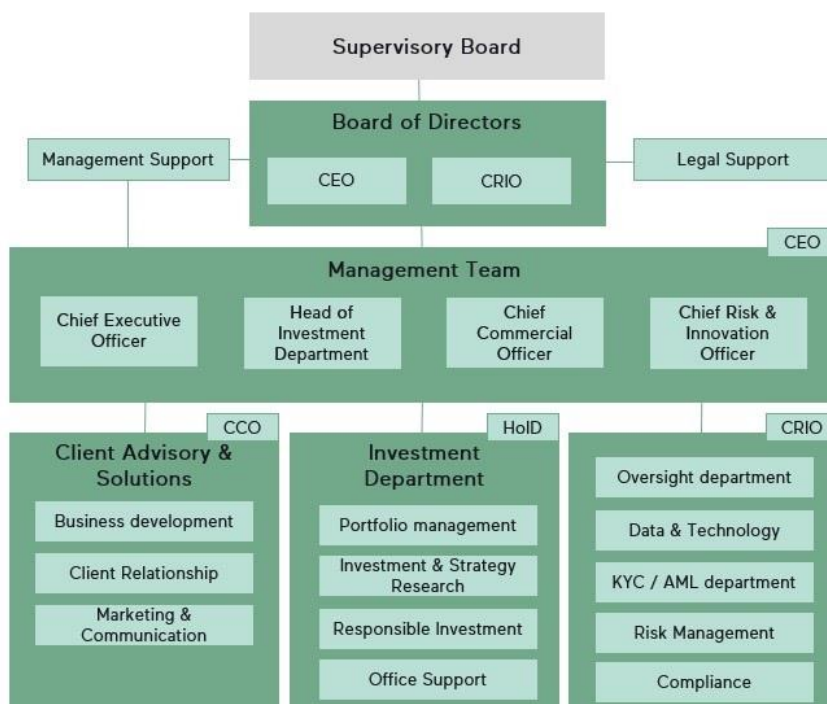 Supervisory Board
Board of Directors
CEO
CRIO
Management Support
Legal Support
CEO
Management Team
Chief Executive
Officer
Head of
Investment
Department
Chief
Commercial
Officer
Chief Risk &
Innovation
Officer
CCO
Client Advisory &
Solutions
Business development
Client Relationship
Marketing &
Communication
HoID
Investment
Department
Portfolio management
Investment & Strategy
Research
Responsible Investment
Office Support
CRIO
Oversight department
Data & Technology
KYC / AML department
Risk Management
Compliance